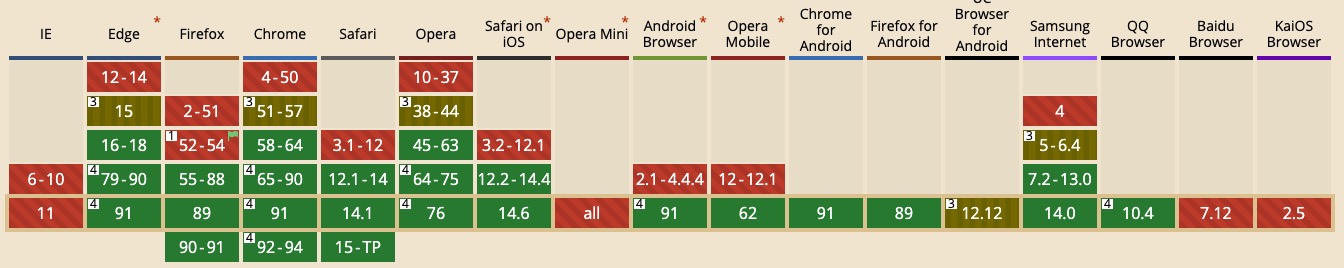 IE Edge * Firefox Chrome Safari Opera Safari on iOS * Opera Mini * Android Browser * Opera Mobile * Chrome for Android Firefox for Android Browser for Android Samsung Internet QQ Browser Baidu Browser KaiOS Browser
12-14 4-50 10-37
3 15 2-51 3 51-57 3 38-44 4
16-18 1 52-54 58-64 3.1-12 45-63 3.2-12.1 3 5-6.4
6-10 4 79-90 55-88 4 65-90 12.1-14 4 64-75 12.2-14.4 2.1-4.4.4 12-12.1 7.2-13.0
11 4 91 89 4 91 14.1 4 76 14.6 all 4 91 62 91 89 3 12.12 14.0 4 10.4 7.12 2.5
90-91 4 92-94 15-TP